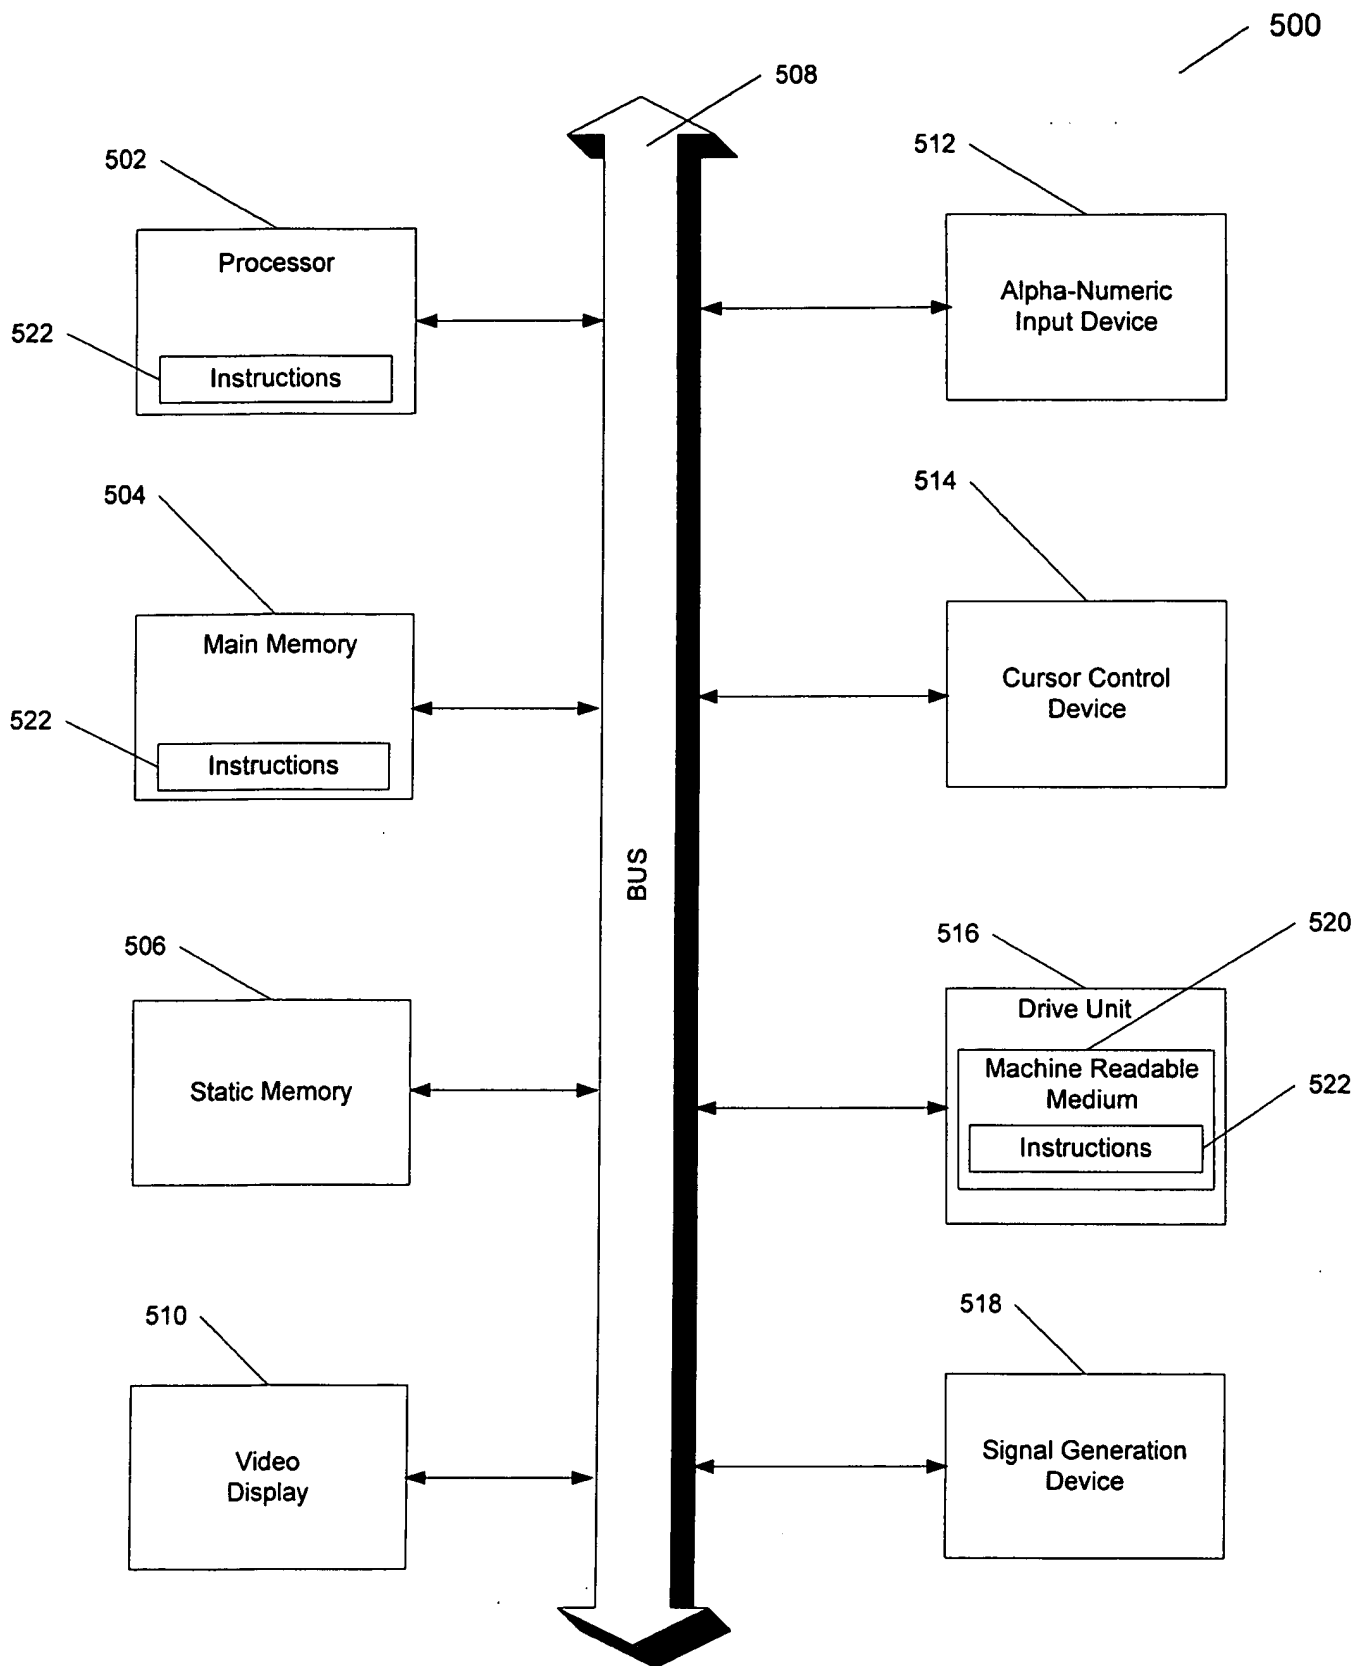 500
508
502
512
Processor
Alpha-Numeric
Input Device
522
Instructions
504
514
Main Memory
Cursor Control
Device
522
Instructions
BUS
506
516
520
Drive Unit
Static Memory
Machine Readable
Medium
522
Instructions
510
518
Video
Display
Signal Generation
Device